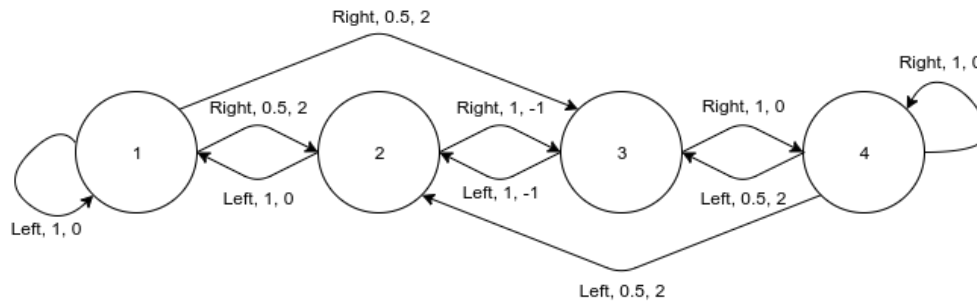 Right, 0.5, 2
Right, 1, 0
Right, 0.5, 2
Right, 1, -1
Right, 1, 0
1
2
3
4
Left, 1, 0
Left, 1, -1
Left, 0.5, 2
Left, 1, 0
Left, 0.5, 2